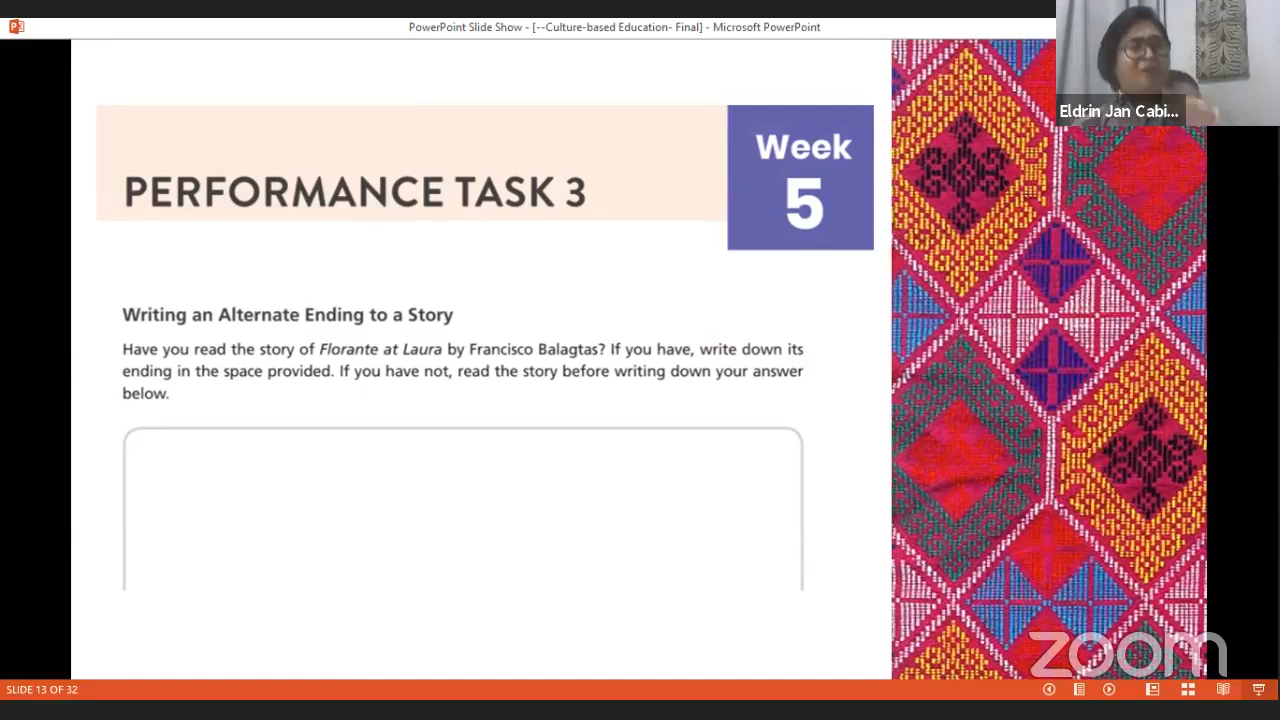 PowerPoint Slide Show - [--Culture-based Education- Final] - Microsoft PowerPoint
Eldrin Jan Cabi...
Week
5
PERFORMANCE TASK 3
Writing an Alternate Ending to a Story
Have you read the story of Florante at Laura by Francisco Balagtas? If you have, write down its
ending in the space provided. If you have not, read the story before writing down your answer
below.
zoom
SLIDE 13 OF 32